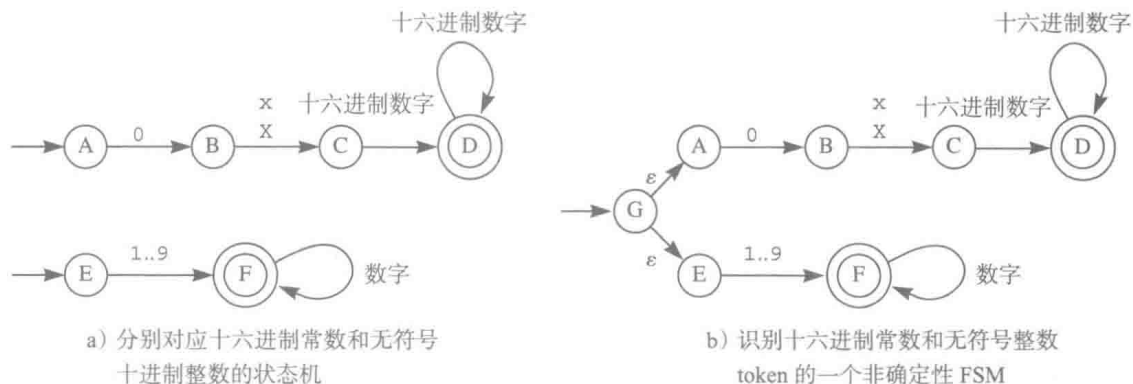 十六进制数字
x 十六进制数字
A 0 B X C D
E 1..9 F 数字
a）分别对应十六进制常数和无符号
十进制整数的状态机
十六进制数字
x 十六进制数字
A 0 B X C D
ε
G
ε
E 1..9 F 数字
b）识别十六进制常数和无符号整数
token 的一个非确定性 FSM